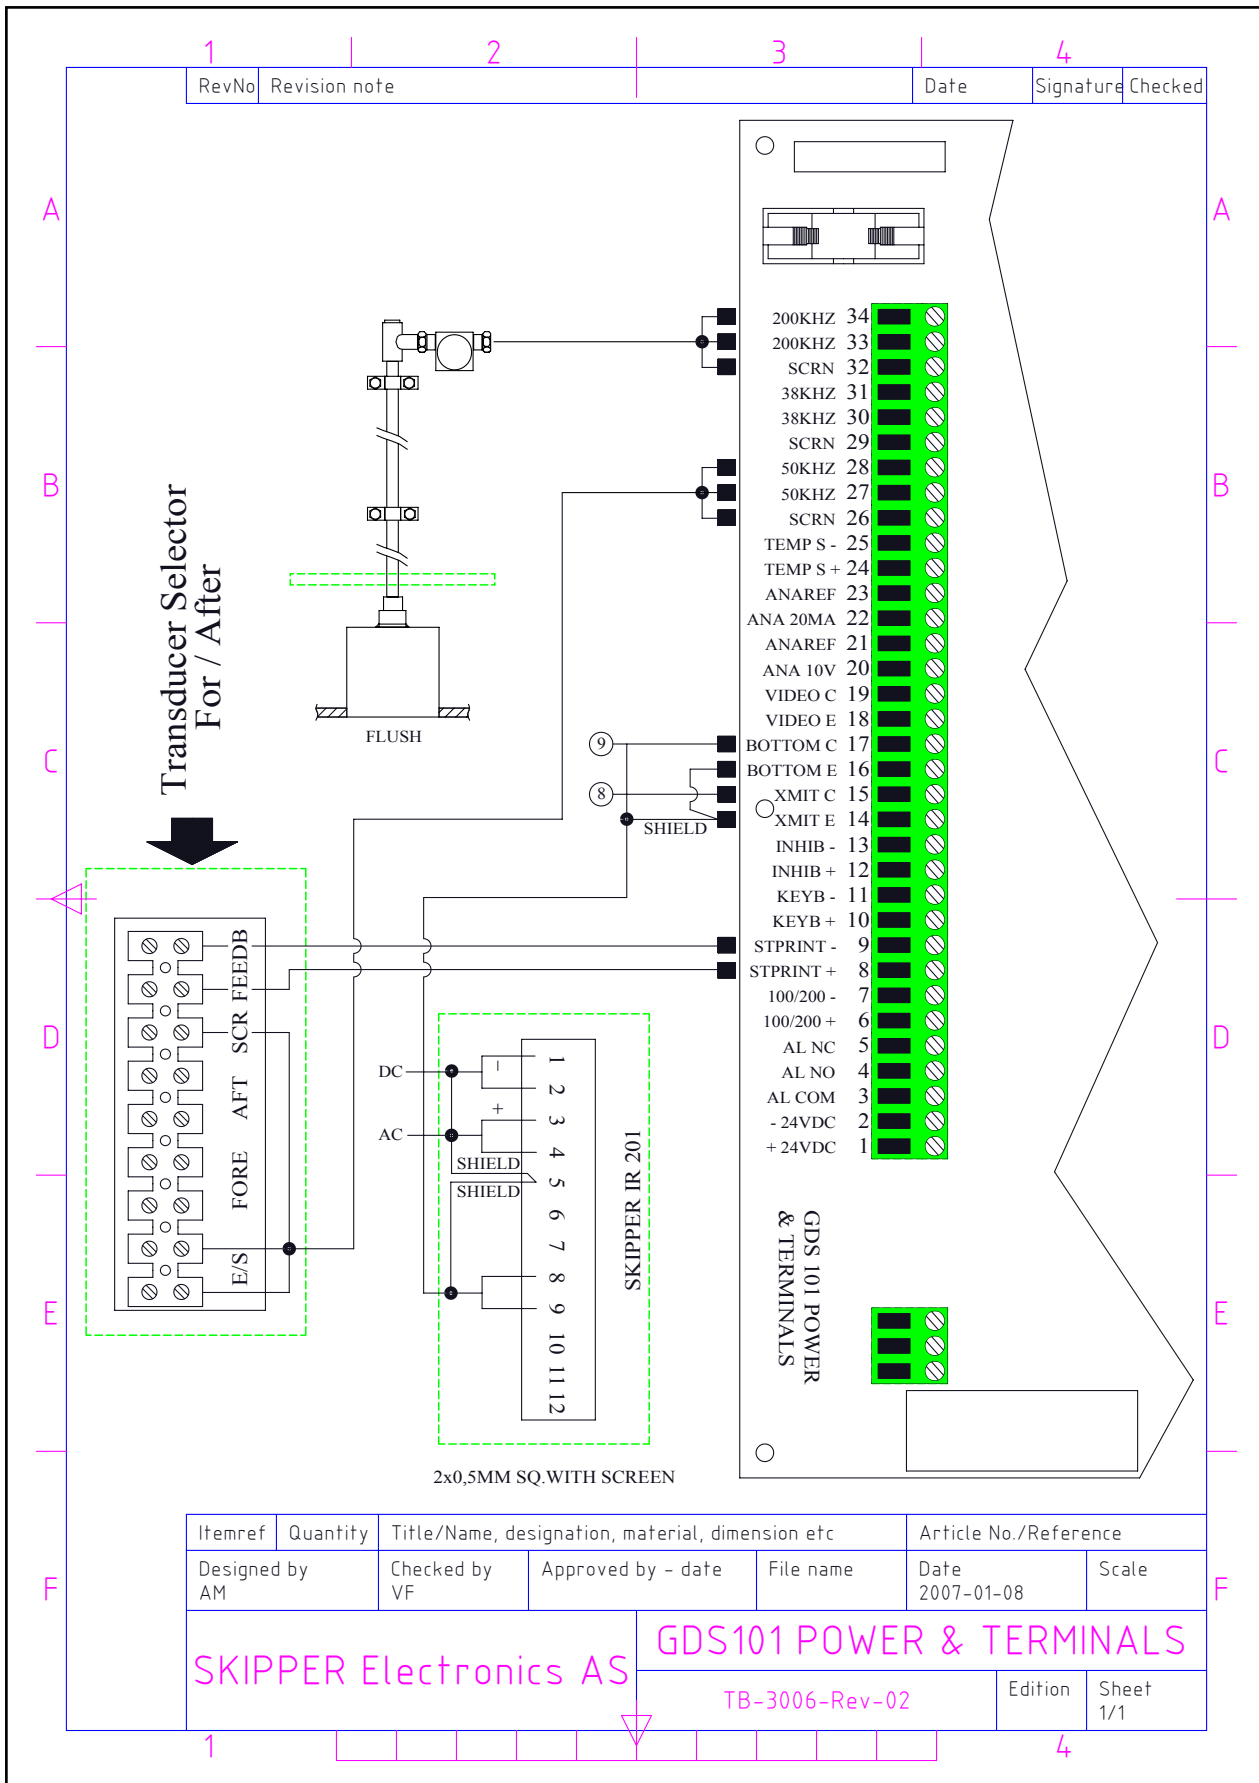 1 2 3 4
RevNo Revision note Date Signature Checked
A A
B B
C C
D D
E E
F F
200KHZ 34
200KHZ 33
SCRN 32
38KHZ 31
38KHZ 30
SCRN 29
50KHZ 28
50KHZ 27
SCRN 26
TEMP S - 25
TEMP S + 24
ANAREF 23
ANA 20MA 22
ANAREF 21
ANA 10V 20
VIDEO C 19
VIDEO E 18
BOTTOM C 17
BOTTOM E 16
XMIT C 15
XMIT E 14
INHIB - 13
INHIB + 12
KEYB - 11
KEYB + 10
STPRINT - 9
STPRINT + 8
100/200 - 7
100/200 + 6
AL NC 5
AL NO 4
AL COM 3
- 24VDC 2
+ 24VDC 1
GDS 101 POWER
& TERMINALS
Transducer Selector
For / After
FLUSH
9
8
SHIELD
FEEDB
SCR
AFT
FORE
E/S
DC
AC
-
+
SHIELD
SHIELD
1 2 3 4 5 6 7 8 9 10 11 12
SKIPPER IR 201
2x0,5MM SQ.WITH SCREEN
Itemref Quantity Title/Name, designation, material, dimension etc Article No./Reference
Designed by Checked by Approved by - date File name Date Scale
AM VF 2007-01-08
SKIPPER Electronics AS
GDS101 POWER & TERMINALS
TB-3006-Rev-02
Edition Sheet
1/1
1 4